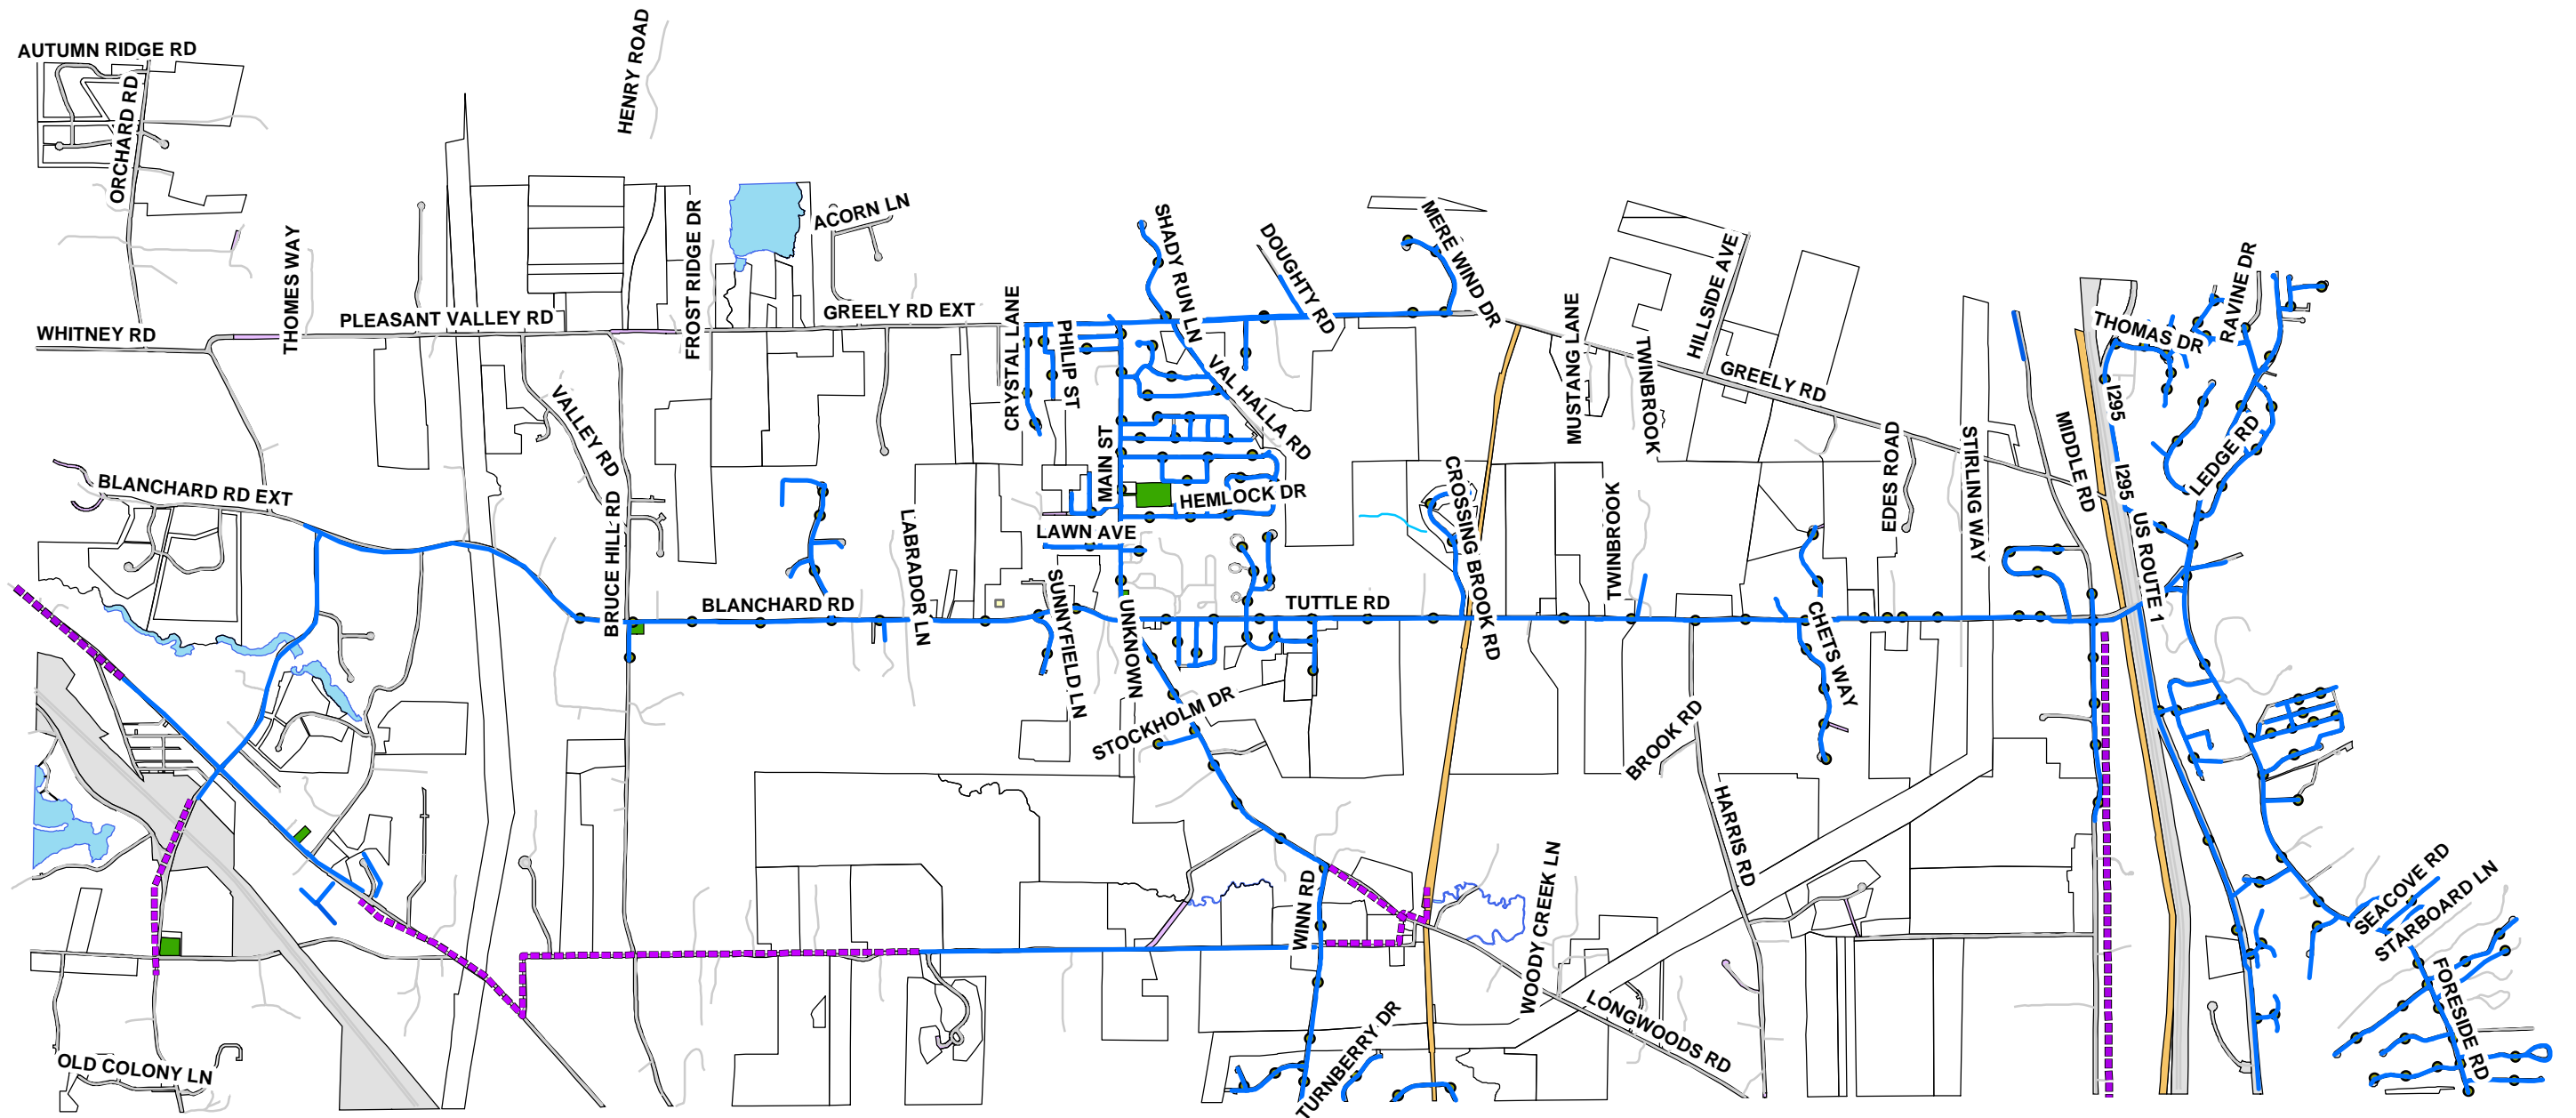 AUTUMN RIDGE RD
ORCHARD RD
HENRY ROAD
THOMES WAY
WHITNEY RD
PLEASANT VALLEY RD
FROST RIDGE DR
ACORN LN
GREELY RD EXT
CRYSTAL LANE
PHILIP ST
SHADY RUN LN
DOUGHTY RD
MERE WIND DR
MUSTANG LANE
TWINBROOK
HILLSIDE AVE
GREELY RD
THOMAS DR
RAVINE DR
I295
VALLEY RD
VAL HALLA RD
MAIN ST
HEMLOCK DR
CROSSING BROOK RD
TWINBROOK
EDES ROAD
STIRLING WAY
MIDDLE RD
I295
LEDGE RD
BLANCHARD RD EXT
BRUCE HILL RD
LABRADOR LN
LAWN AVE
US ROUTE 1
BLANCHARD RD
SUNNYFIELD LN
UNKNOWN
TUTTLE RD
CHETS WAY
STOCKHOLM DR
BROOK RD
HARRIS RD
WINN RD
WOODY CREEK LN
SEACOVE RD
STARBOARD LN
FORESIDE RD
LONGWOODS RD
TURNBERRY DR
OLD COLONY LN